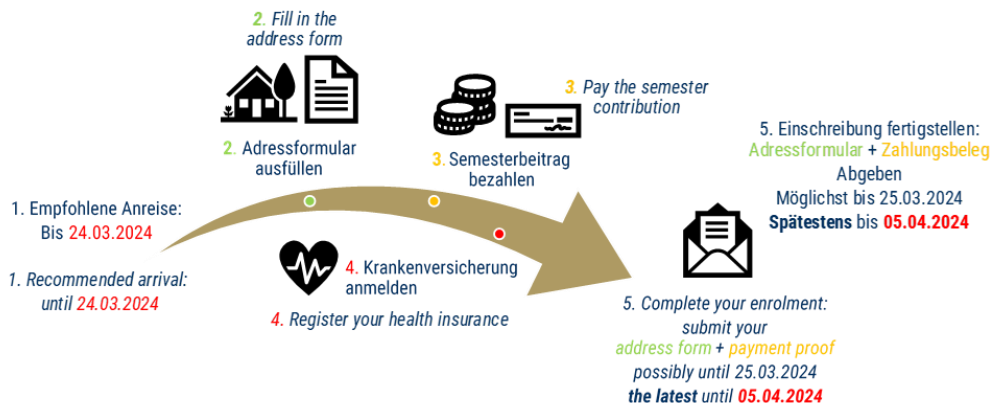 2. Fill in the
address form
2. Adressformular
ausfüllen
3. Pay the semester
contribution
3. Semesterbeitrag
bezahlen
1. Empfohlene Anreise:
Bis 24.03.2024
1. Recommended arrival:
until 24.03.2024
4. Krankenversicherung
anmelden
4. Register your health insurance
5. Einschreibung fertigstellen:
Adressformular + Zahlungsbeleg
Abgeben
Möglichst bis 25.03.2024
Spätestens bis 05.04.2024
5. Complete your enrolment:
submit your
address form + payment proof
possibly until 25.03.2024
the latest until 05.04.2024